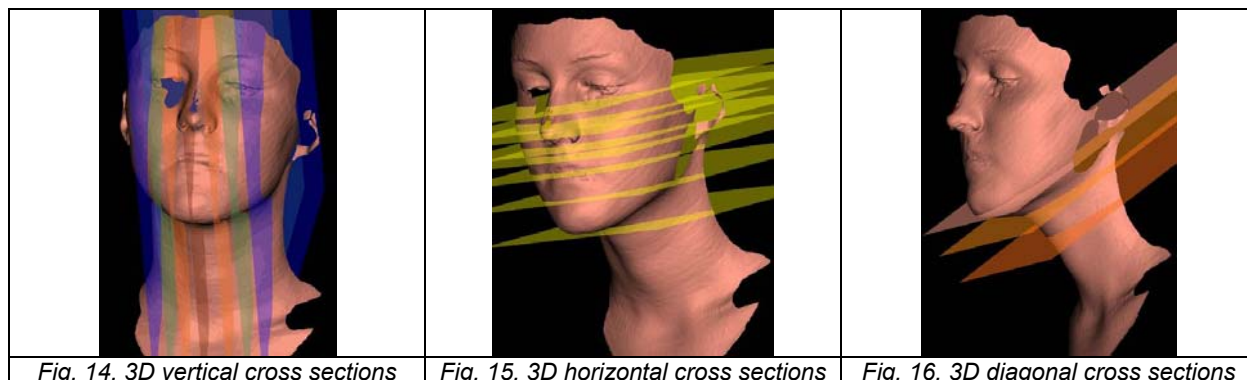 Fig. 14. 3D vertical cross sections
Fig. 15. 3D horizontal cross sections
Fig. 16. 3D diagonal cross sections